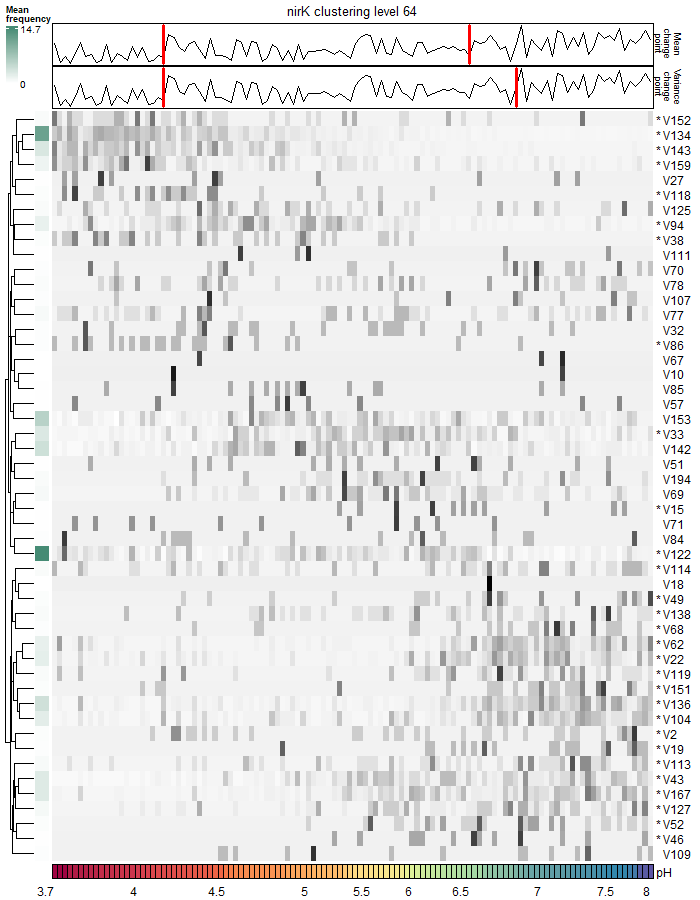 nirK clustering level 64
Mean
frequency
14.7
0
Mean
change
point
Variance
change
point
* V152
* V134
* V143
* V159
V27
* V118
V125
* V94
* V38
V111
V70
V78
V107
V77
V32
* V86
V67
V10
V85
V57
V153
* V33
V142
V51
V194
V69
* V15
V71
V84
* V122
* V114
V18
* V49
* V138
* V68
* V62
* V22
* V119
* V151
* V136
* V104
* V2
* V19
* V113
* V43
* V167
* V127
* V52
* V46
V109
pH
3.7 4 4.5 5 5.5 6 6.5 7 7.5 8